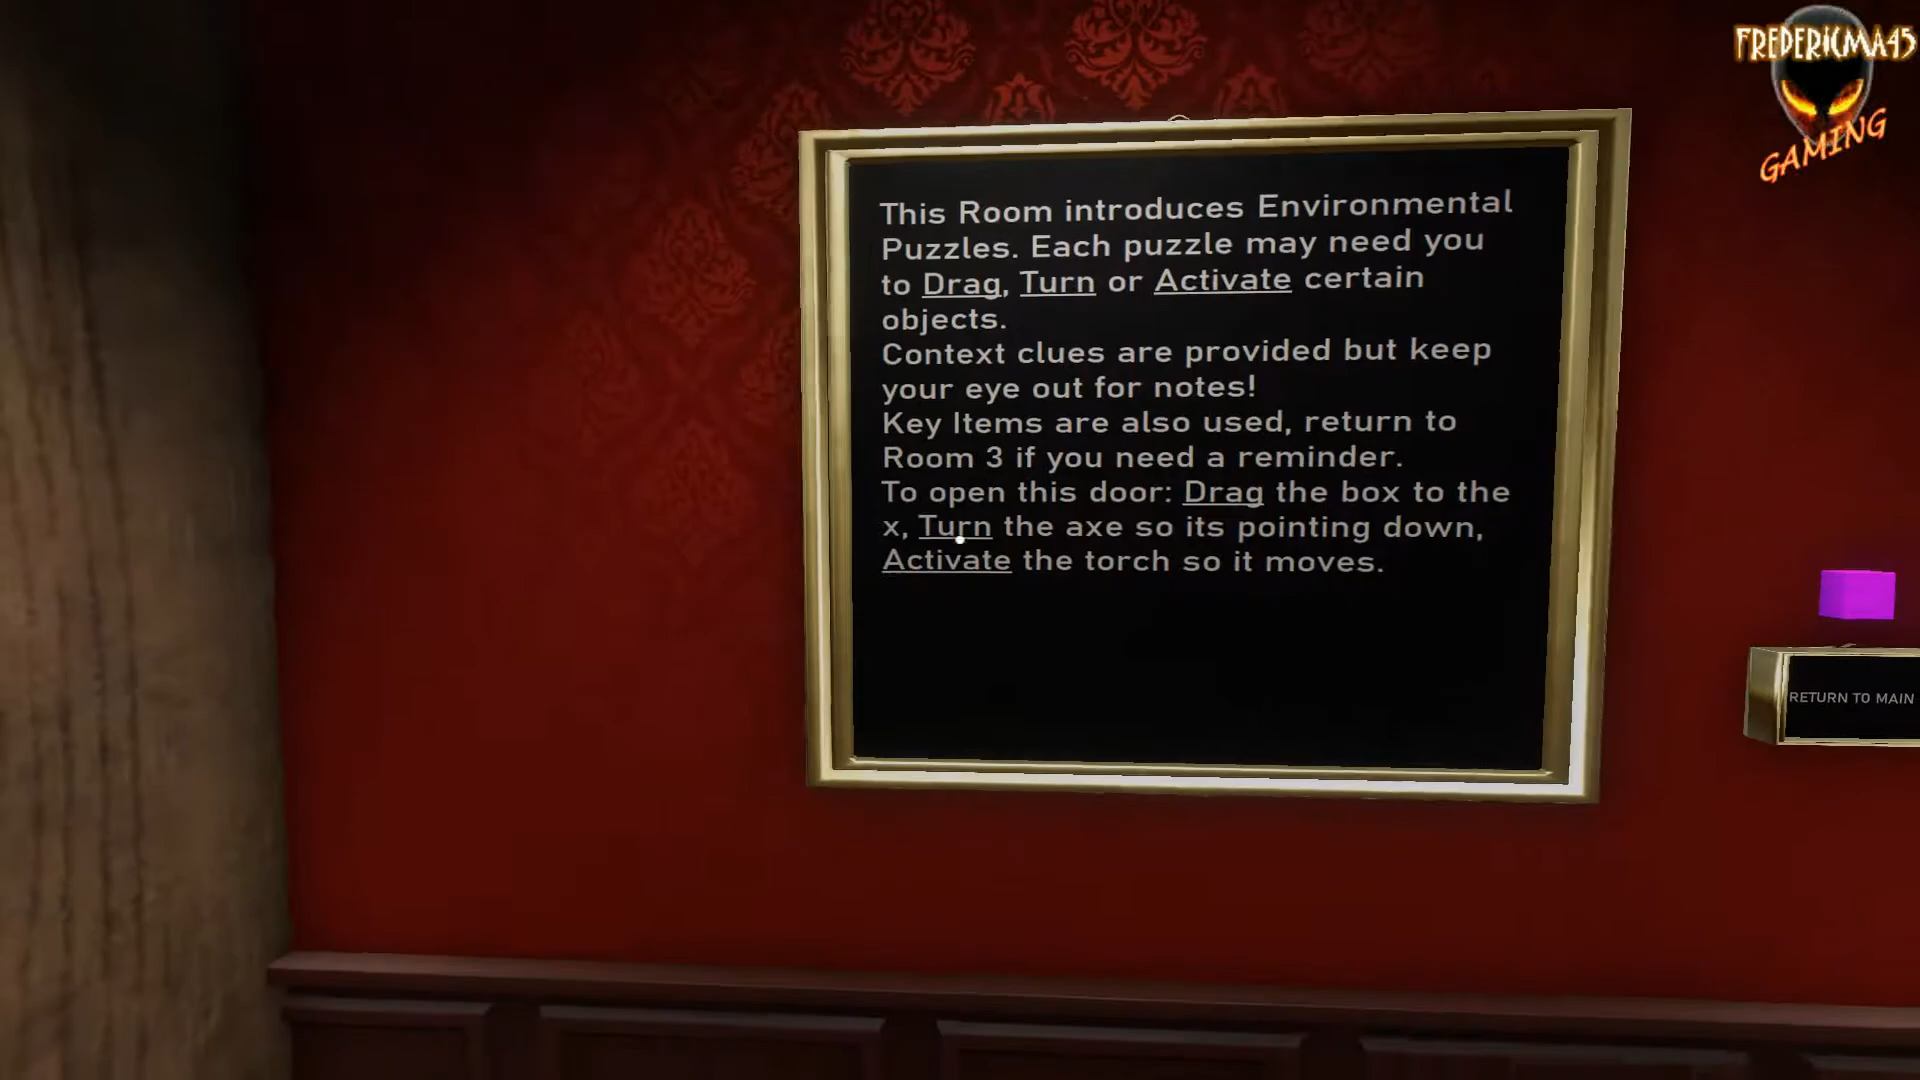 FREDERICMA45
GAMING
This Room introduces Environmental
Puzzles. Each puzzle may need you
to Drag, Turn or Activate certain
objects.
Context clues are provided but keep
your eye out for notes!
Key Items are also used, return to
Room 3 if you need a reminder.
To open this door: Drag the box to the
x, Turn the axe so its pointing down,
Activate the torch so it moves.
RETURN TO MAIN